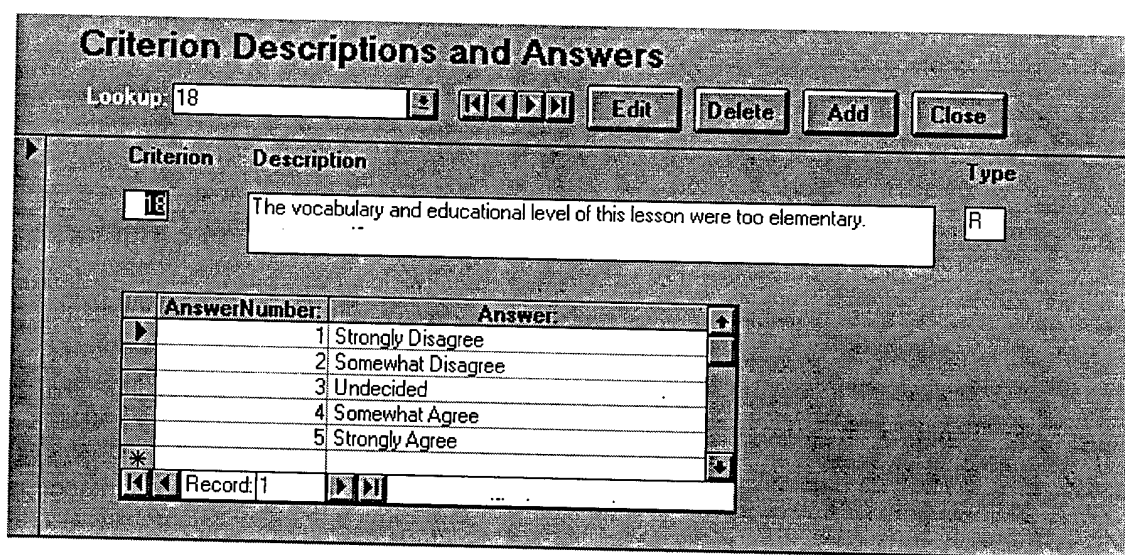 Criterion Descriptions and Answers
Lookup: 18 Edit Delete Add Close
Criterion Description Type
18 The vocabulary and educational level of this lesson were too elementary. R
AnswerNumber: Answer:
1 Strongly Disagree
2 Somewhat Disagree
3 Undecided
4 Somewhat Agree
5 Strongly Agree
Record: 1